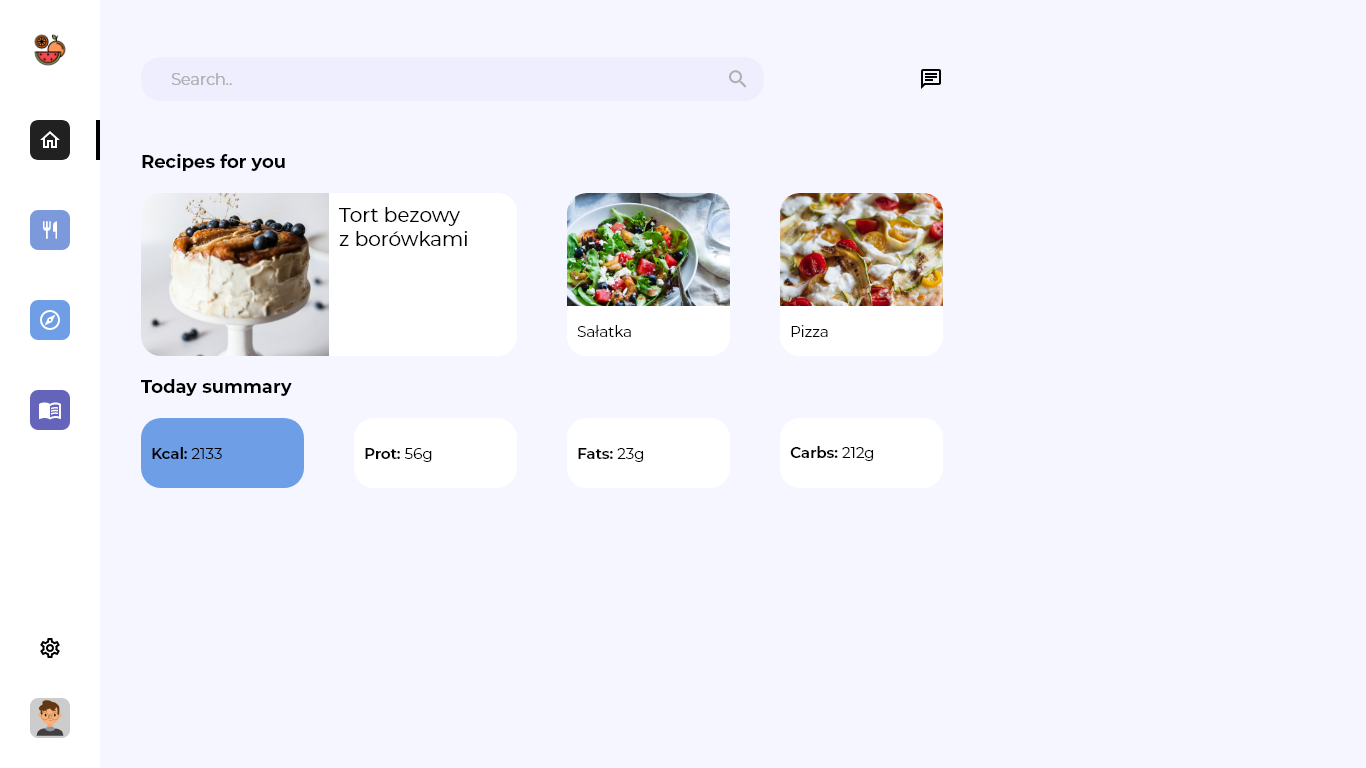 Search..
Recipes for you
Tort bezowy
z borówkami
Sałatka
Pizza
Today summary
Kcal: 2133
Prot: 56g
Fats: 23g
Carbs: 212g